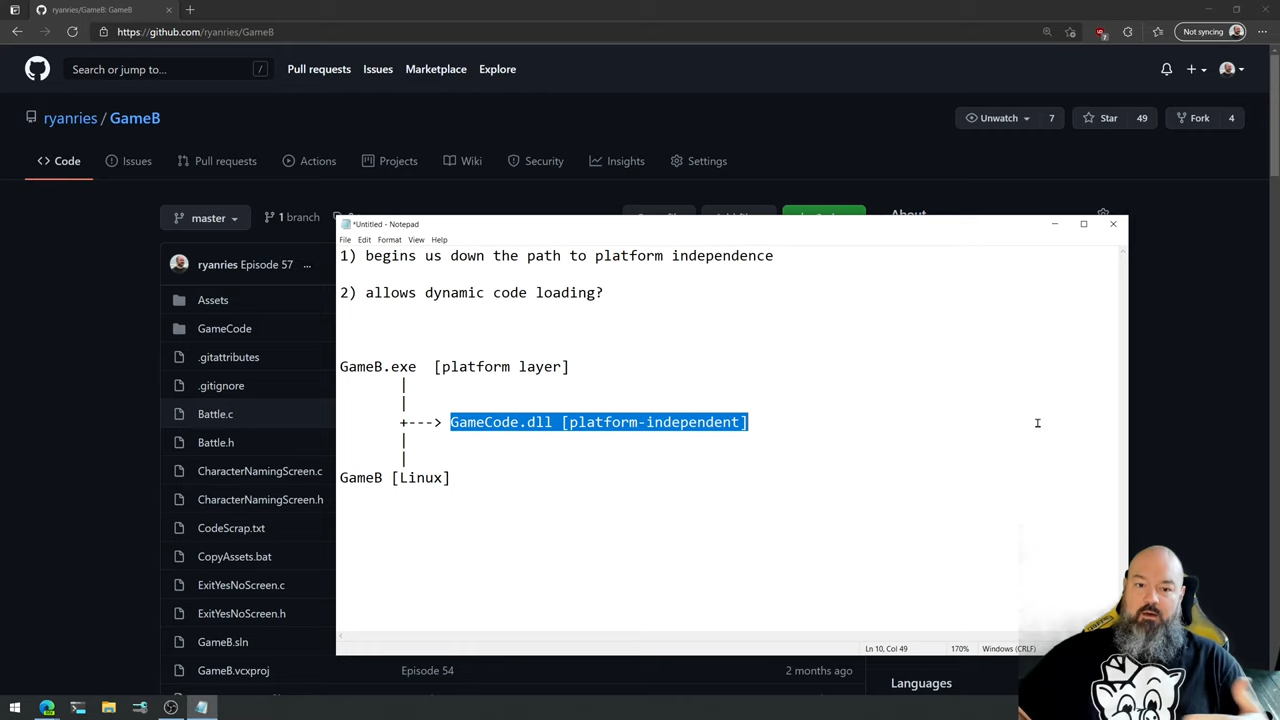 ryanries/GameB: GameB
https://github.com/ryanries/GameB
Not syncing
7
Search or jump to...
/
Pull requests
Issues
Marketplace
Explore
ryanries / GameB
Unwatch
7
Star
49
Fork
4
Code
Issues
Pull requests
Actions
Projects
Wiki
Security
Insights
Settings
master
1 branch
About
ryanries Episode 57 ...
Assets
GameCode
.gitattributes
.gitignore
Battle.c
Battle.h
CharacterNamingScreen.c
CharacterNamingScreen.h
CodeScrap.txt
CopyAssets.bat
ExitYesNoScreen.c
ExitYesNoScreen.h
GameB.sln
GameB.vcxproj
Episode 54
2 months ago
Languages
*Untitled - Notepad
File Edit Format View Help
1) begins us down the path to platform independence
2) allows dynamic code loading?
GameB.exe [platform layer]
|
|
+---> GameCode.dll [platform-independent]
|
|
GameB [Linux]
Ln 10, Col 49
170%
Windows (CRLF)